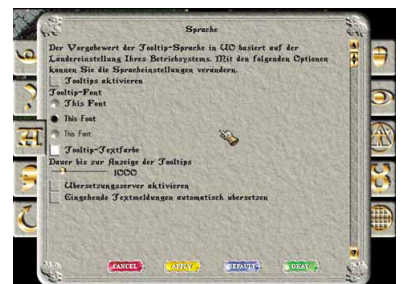 Sprache
Der Vorgabewert der Tooltip-Sprache in UO basiert auf der
Ländereinstellung Ihres Betriebsystems. Mit den folgenden Optionen
können Sie die Spracheinstellungen verändern.
Tooltips aktivieren
Tooltip-Font
This Font
This Font
This Font
Tooltip-Textfarbe
Dauer bis zur Anzeige der Tooltips
1000
Übersetzungsserver aktivieren
Eingehende Textmeldungen automatisch übersetzen
CANCEL APPLY DEFAULT OKAY